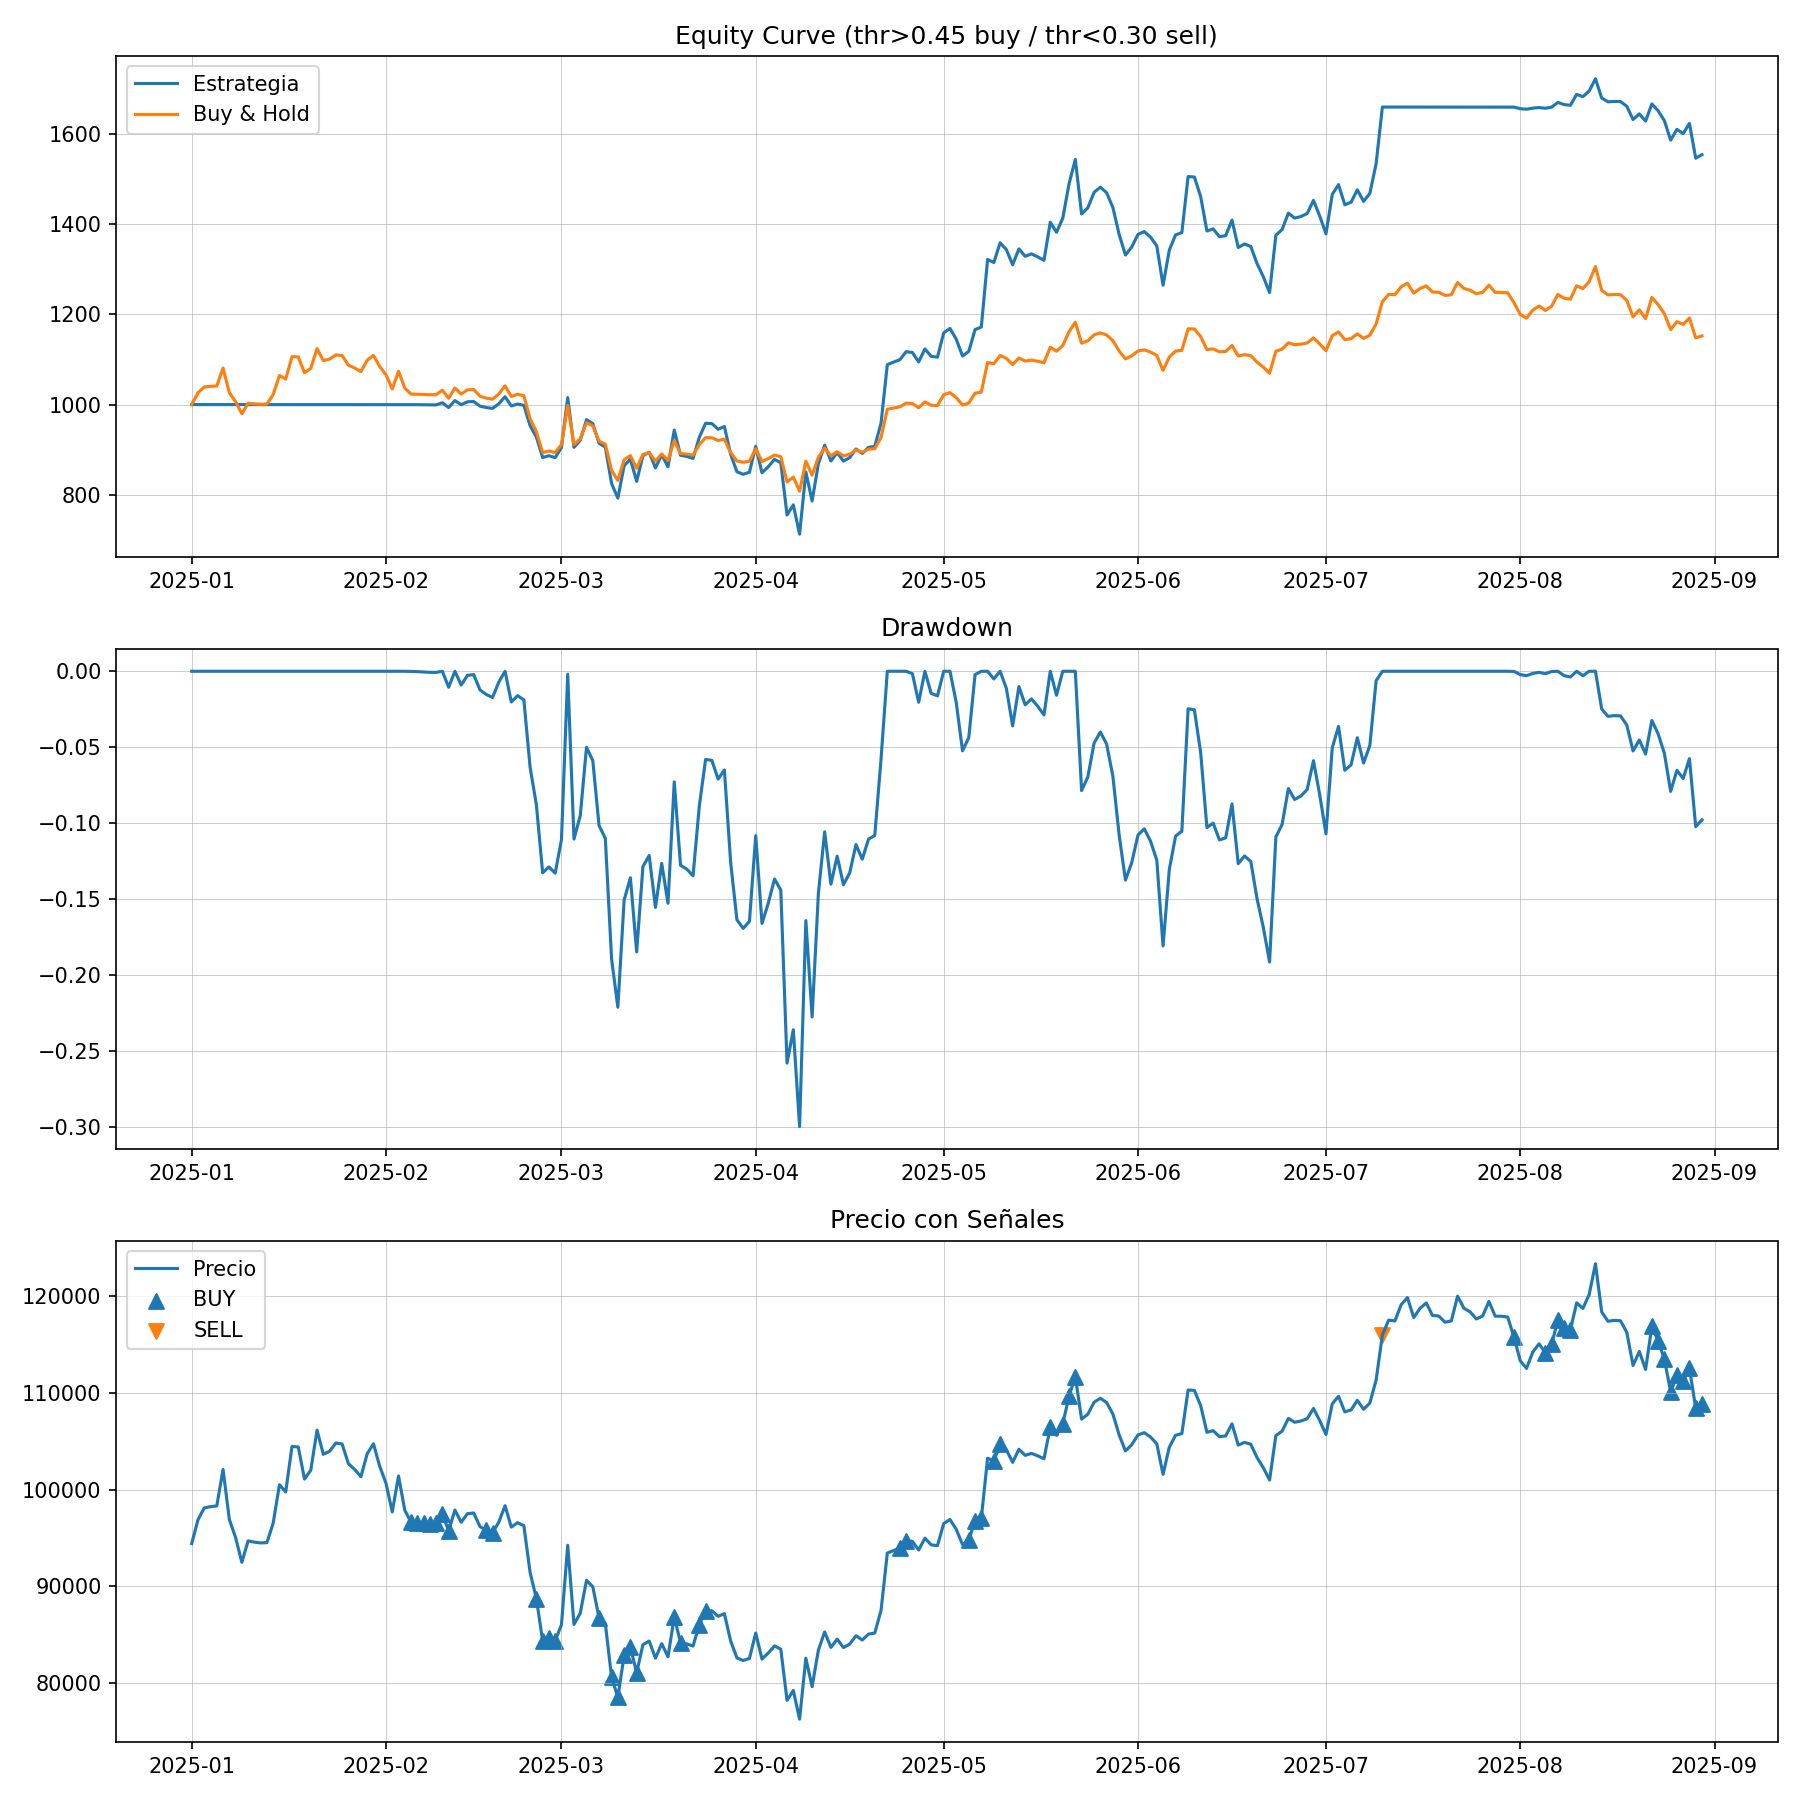 Equity Curve (thr>0.45 buy / thr<0.30 sell)
Estrategia
Buy & Hold
1600
1400
1200
1000
800
2025-01 2025-02 2025-03 2025-04 2025-05 2025-06 2025-07 2025-08 2025-09
Drawdown
0.00
−0.05
−0.10
−0.15
−0.20
−0.25
−0.30
2025-01 2025-02 2025-03 2025-04 2025-05 2025-06 2025-07 2025-08 2025-09
Precio con Señales
Precio
BUY
SELL
120000
110000
100000
90000
80000
2025-01 2025-02 2025-03 2025-04 2025-05 2025-06 2025-07 2025-08 2025-09